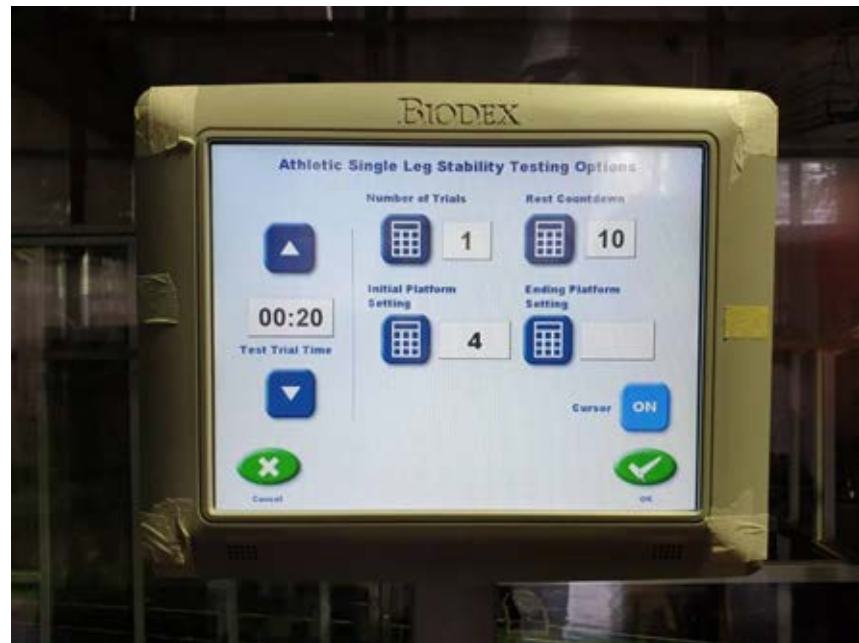 BIODEX
Athletic Single Leg Stability Testing Options
Number of Trials
1
Rest Countdown
10
00:20
Test Trial Time
Initial Platform
Setting
4
Ending Platform
Setting
Cursor
ON
Cancel
OK